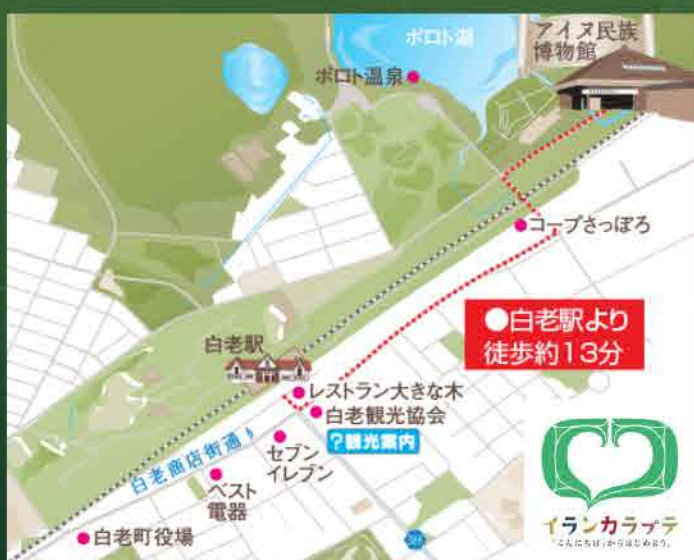 ポロト湖
アイヌ民族
博物館
ポロト温泉
コープさっぽろ
●白老駅より
徒歩約13分
白老駅
レストラン大きな木
白老観光協会
?観光案内
セブン
イレブン
白老商店街通り
ベスト
電器
白老町役場
イランカラㇷ゚テ
「こんにちは」からはじめよう。